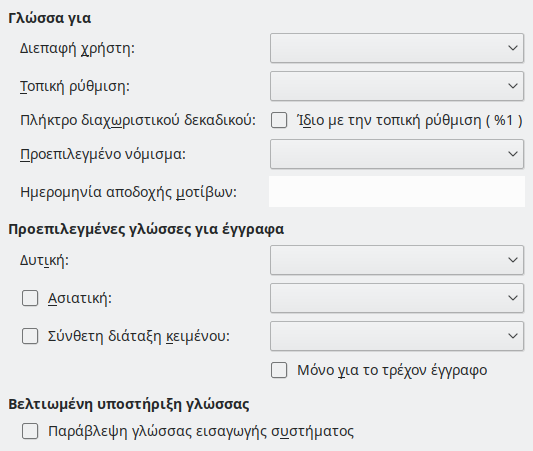 Γλώσσα για
Διεπαφή χρήστη:
Τοπική ρύθμιση:
Πλήκτρο διαχωριστικού δεκαδικού: Ίδιο με την τοπική ρύθμιση ( %1 )
Προεπιλεγμένο νόμισμα:
Ημερομηνία αποδοχής μοτίβων:
Προεπιλεγμένες γλώσσες για έγγραφα
Δυτική:
Ασιατική:
Σύνθετη διάταξη κειμένου:
Μόνο για το τρέχον έγγραφο
Βελτιωμένη υποστήριξη γλώσσας
Παράβλεψη γλώσσας εισαγωγής συστήματος